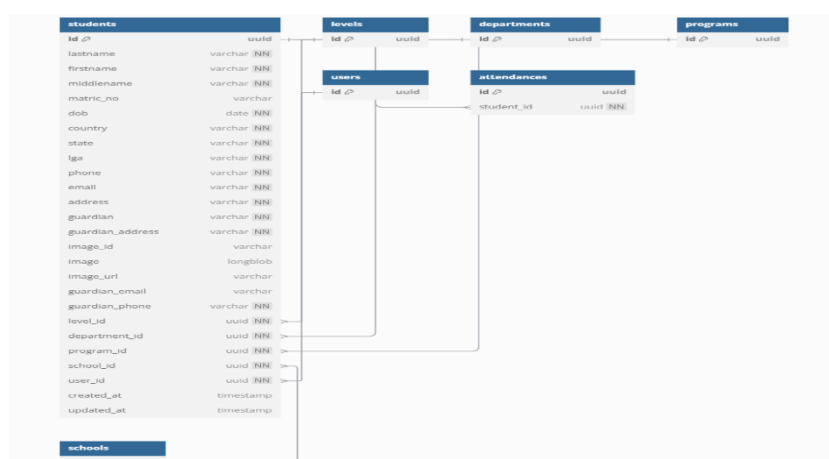 students
id uuid
lastname varchar NN
firstname varchar NN
middlename varchar NN
matric_no varchar
dob date NN
country varchar NN
state varchar NN
lga varchar NN
phone varchar NN
email varchar NN
address varchar NN
guardian varchar NN
guardian_address varchar NN
image_id varchar
image longblob
image_url varchar
guardian_email varchar
guardian_phone varchar NN
level_id uuid NN
department_id uuid NN
program_id uuid NN
school_id uuid NN
user_id uuid NN
created_at timestamp
updated_at timestamp
levels
id uuid
departments
id uuid
programs
id uuid
users
id uuid
attendances
id uuid
student_id uuid NN
schools